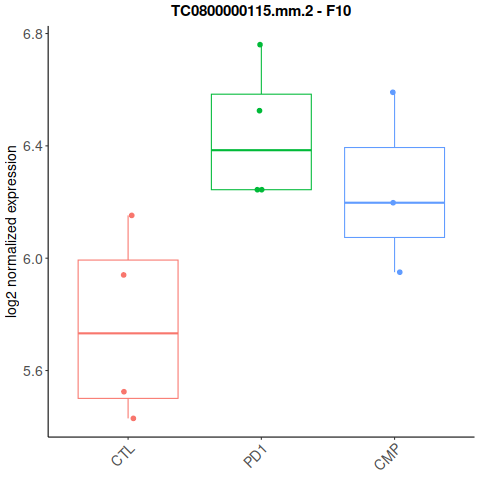 TC0800000115.mm.2 - F10
log2 normalized expression
6.8
6.4
6.0
5.6
CTL
PD1
CMP